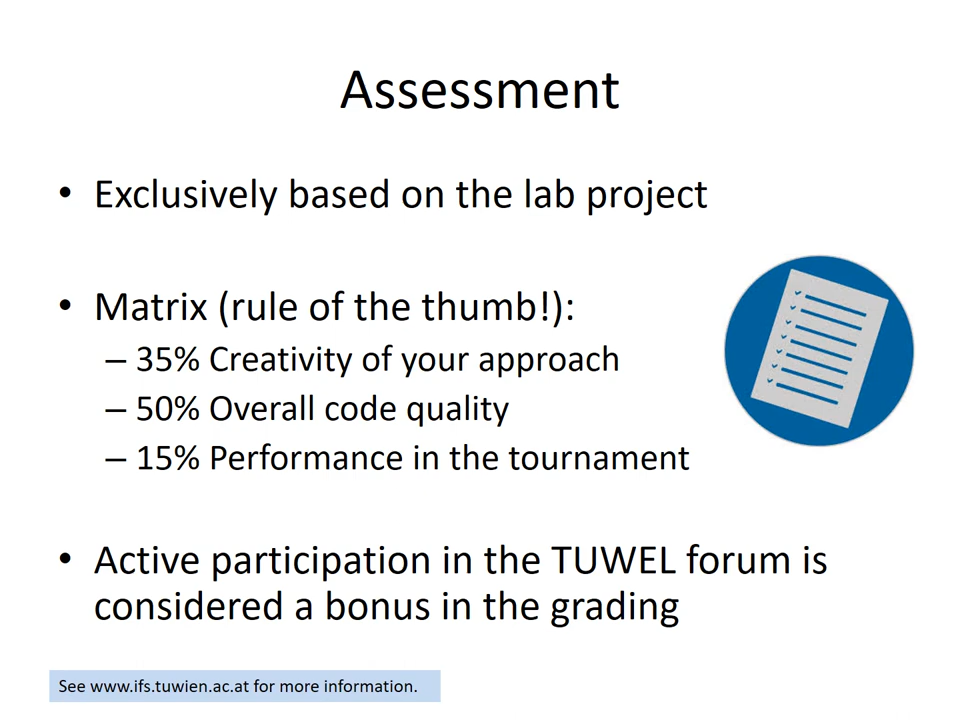 Assessment
• Exclusively based on the lab project
• Matrix (rule of the thumb!):
– 35% Creativity of your approach
– 50% Overall code quality
– 15% Performance in the tournament
• Active participation in the TUWEL forum is
considered a bonus in the grading
See www.ifs.tuwien.ac.at for more information.